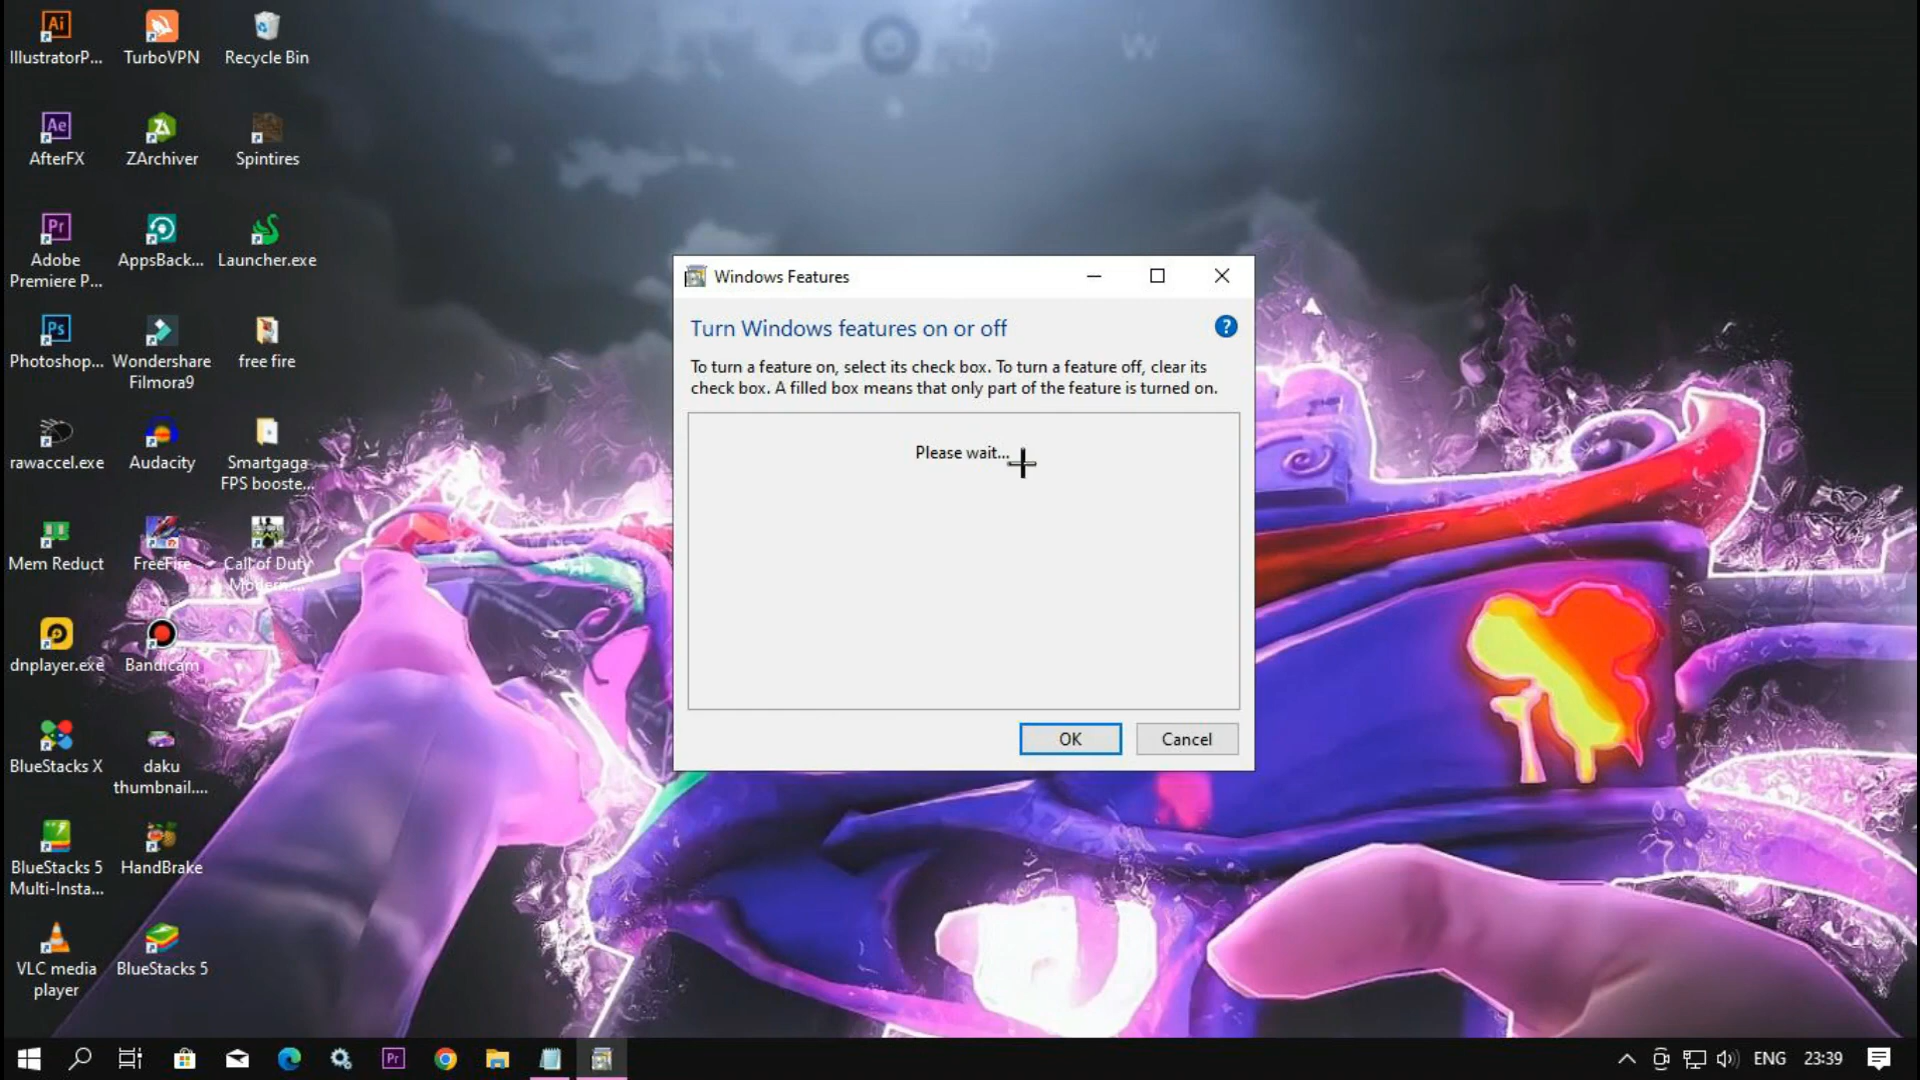 IllustratorP...
TurboVPN
Recycle Bin
AfterFX
ZArchiver
Spintires
Adobe
Premiere P...
AppsBack...
Launcher.exe
Photoshop...
Wondershare
Filmora9
free fire
rawaccel.exe
Audacity
Smartgaga
FPS booste...
Mem Reduct
FreeFire
Call of Duty
Modern...
dnplayer.exe
Bandicam
BlueStacks X
daku
thumbnail....
BlueStacks 5
Multi-Insta...
HandBrake
VLC media
player
BlueStacks 5
Windows Features
Turn Windows features on or off
To turn a feature on, select its check box. To turn a feature off, clear its
check box. A filled box means that only part of the feature is turned on.
Please wait...
OK
Cancel
ENG
23:39